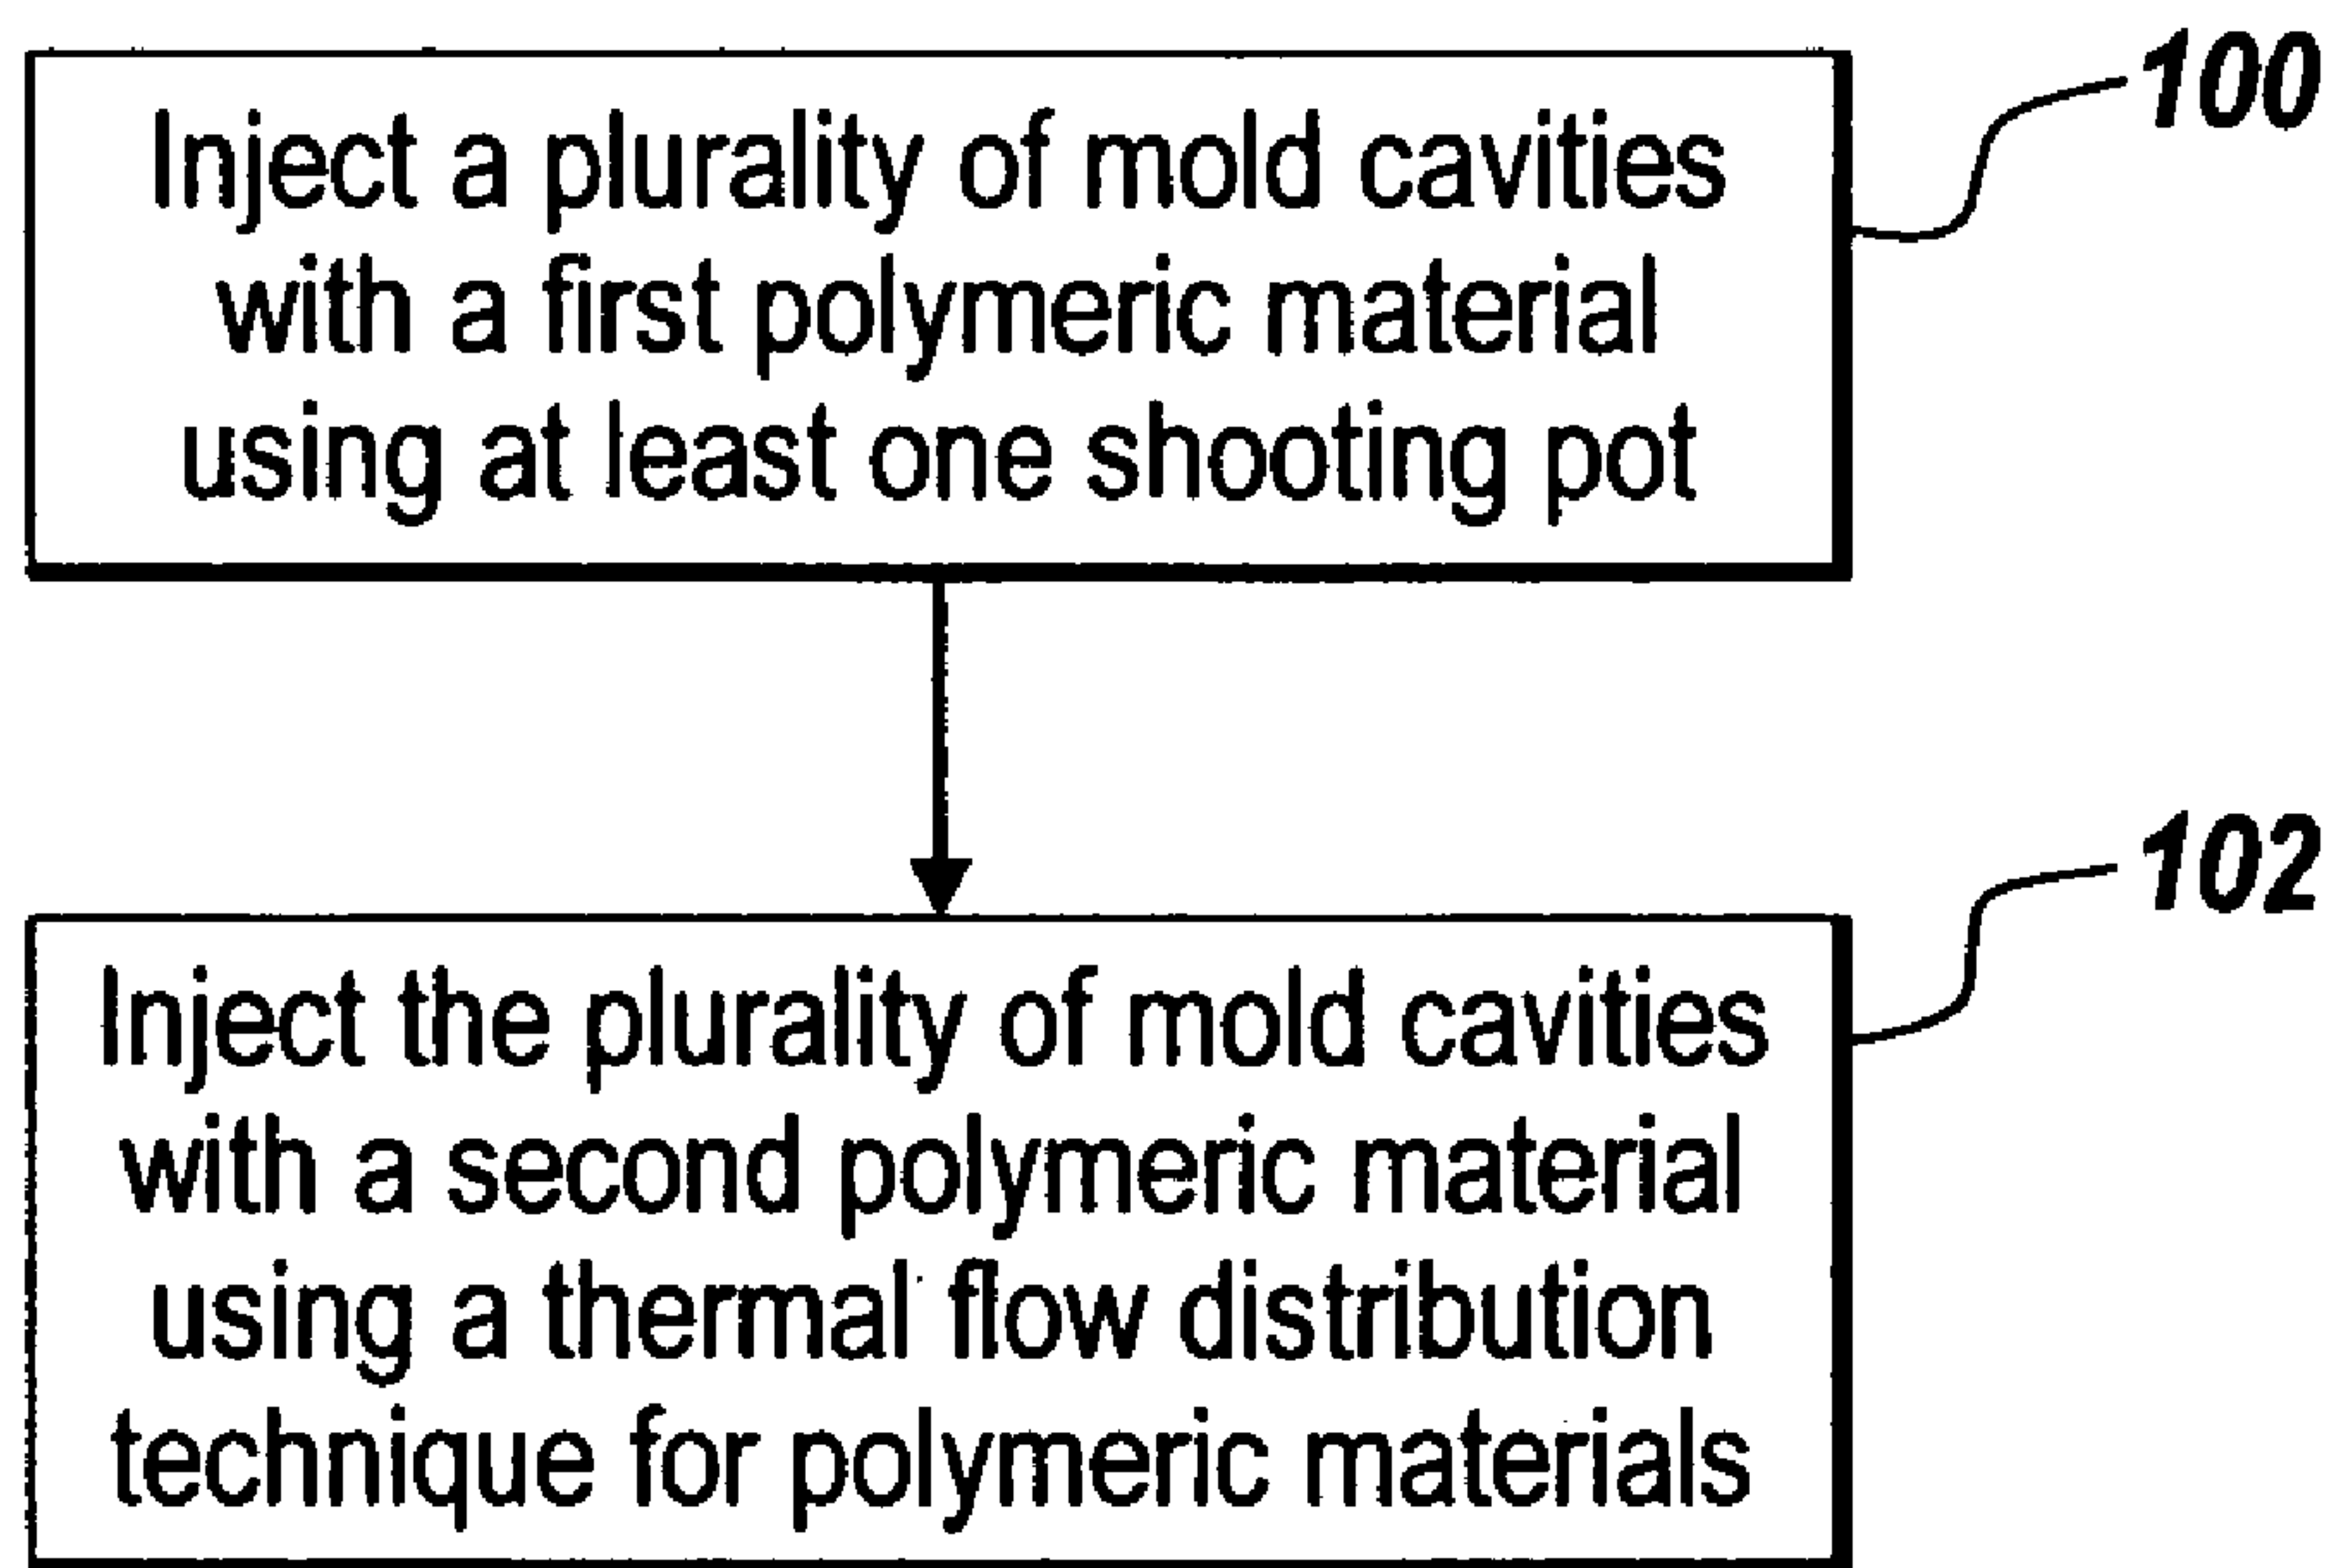 Inject a plurality of mold cavities
with a first polymeric material
using at least one shooting pot
100
Inject the plurality of mold cavities
with a second polymeric material
using a thermal flow distribution
technique for polymeric materials
102